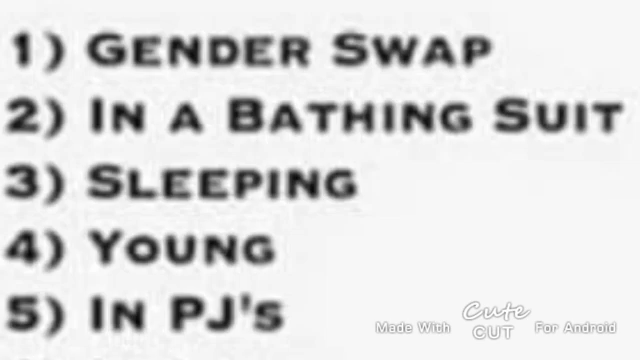 1) GENDER SWAP
2) IN A BATHING SUIT
3) SLEEPING
4) YOUNG
5) IN PJ'S
Made With Cute CUT For Android